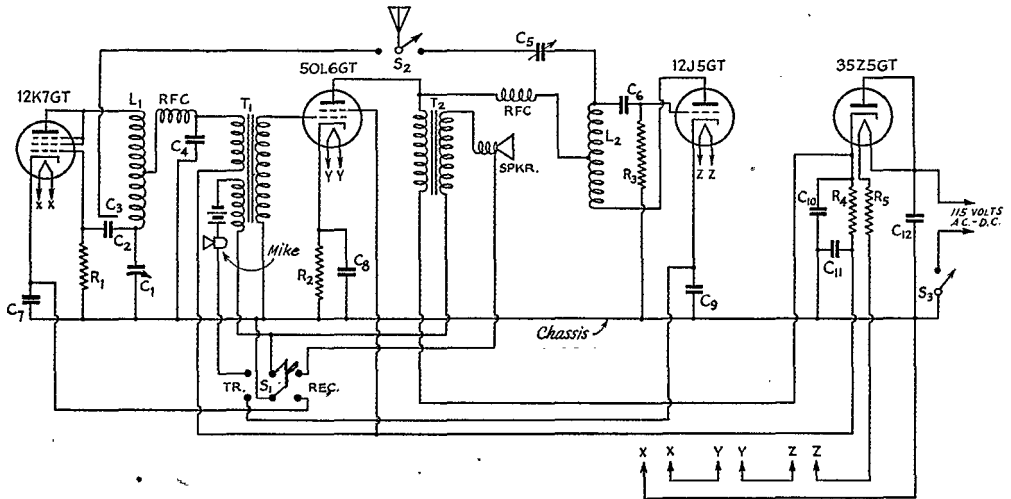 S2
C5
50L6GT
12J5GT
35Z5GT
12K7GT
L1
RFC
T1
T2
RFC
C6
C4
SPKR.
L2
R3
X X
Y Y
Z Z
C3
C2
C10
R4
R5
C12
115 VOLTS
A.C.-D.C.
Mike
R1
C1
R2
C8
C11
C7
C9
S3
Chassis
TR.
S1
REC.
X X Y Y Z Z